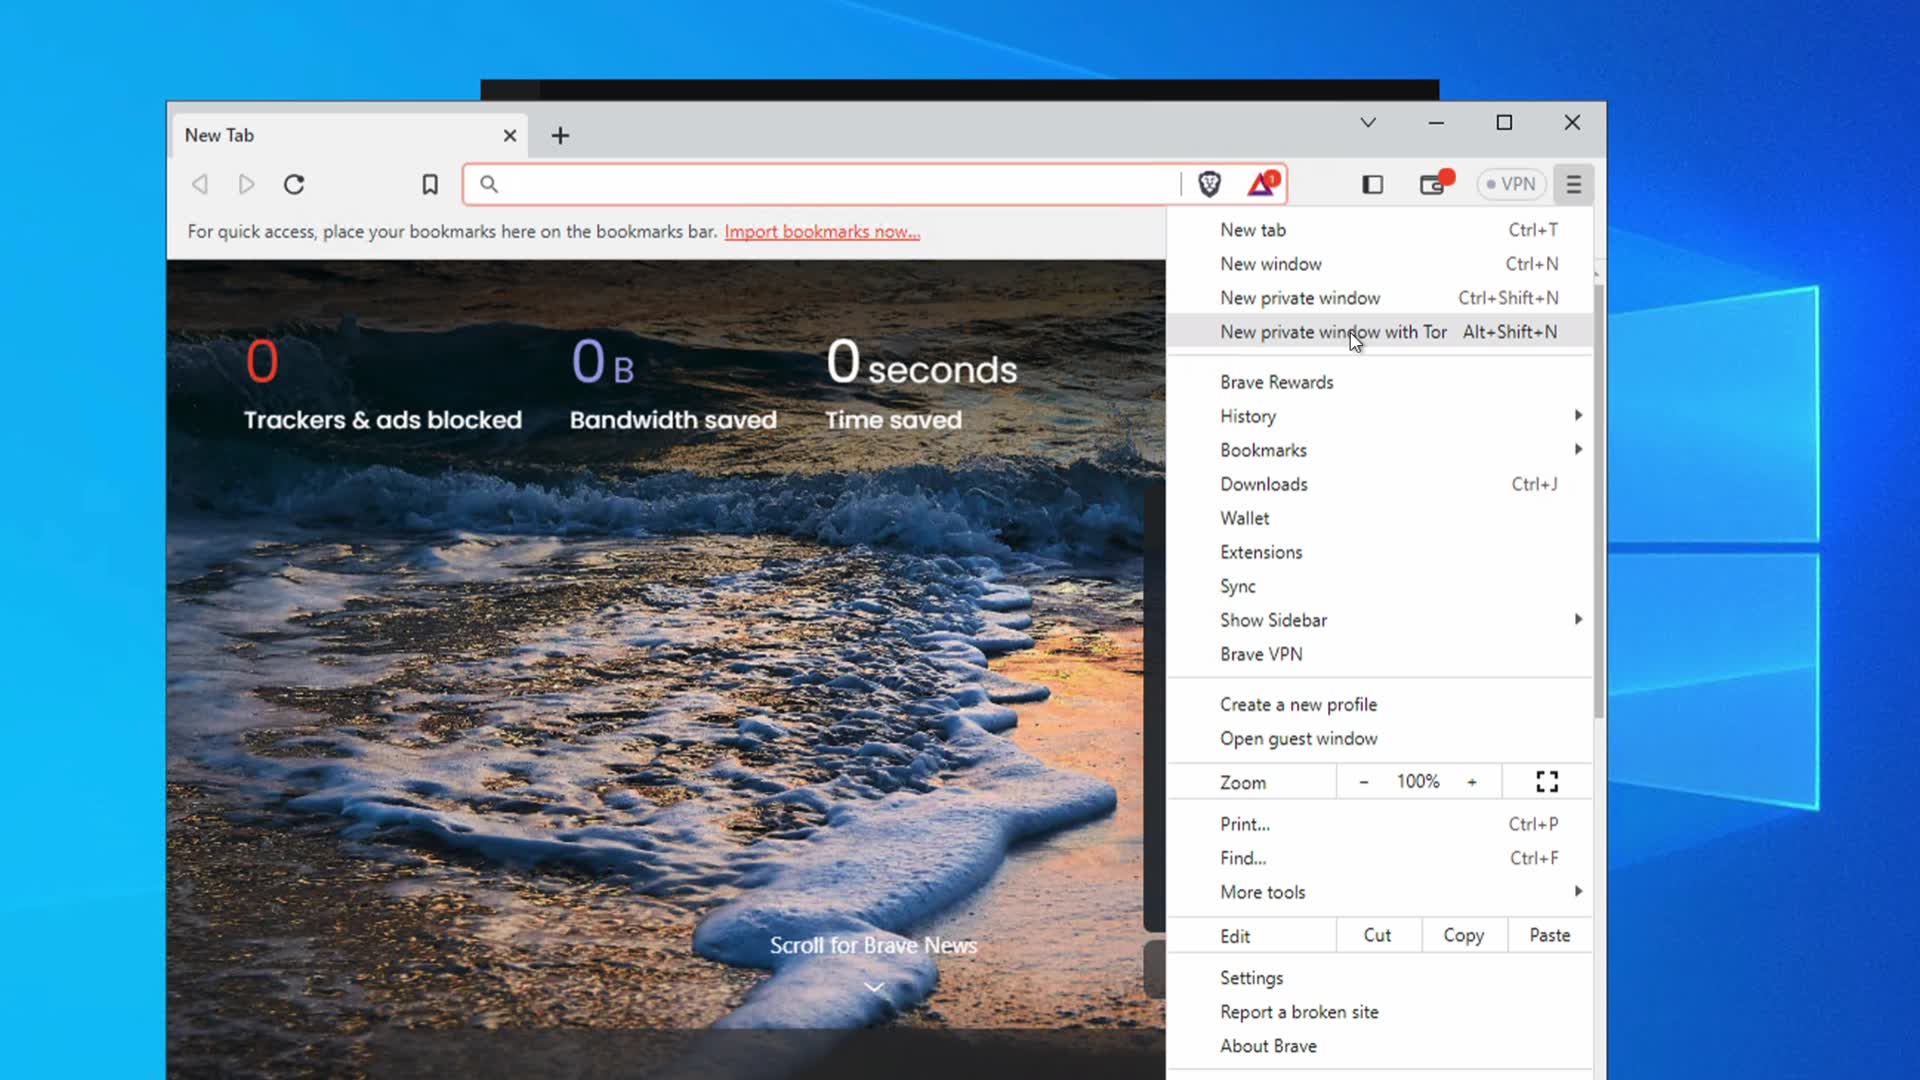 New Tab
1
VPN
For quick access, place your bookmarks here on the bookmarks bar. Import bookmarks now...
0
Trackers & ads blocked
0 B
Bandwidth saved
0 seconds
Time saved
Scroll for Brave News
New tab Ctrl+T
New window Ctrl+N
New private window Ctrl+Shift+N
New private window with Tor Alt+Shift+N
Brave Rewards
History
Bookmarks
Downloads Ctrl+J
Wallet
Extensions
Sync
Show Sidebar
Brave VPN
Create a new profile
Open guest window
Zoom - 100% +
Print... Ctrl+P
Find... Ctrl+F
More tools
Edit Cut Copy Paste
Settings
Report a broken site
About Brave